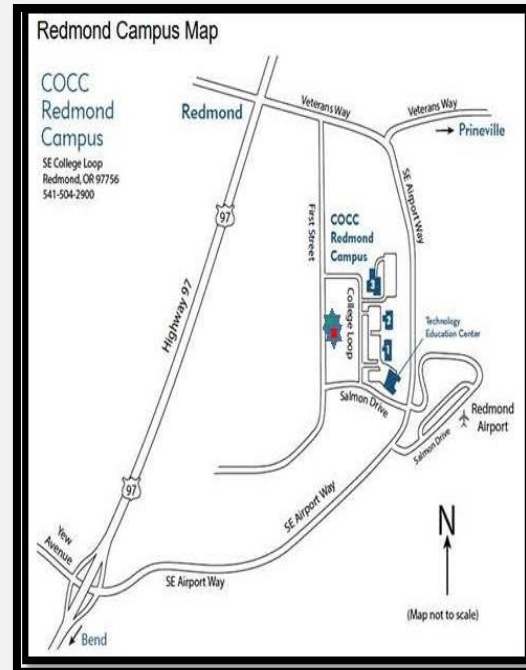 Redmond Campus Map
COCC
Redmond
Campus
SE College Loop
Redmond, OR 97756
541-504-2900
Redmond
Veterans Way
Veterans Way
→ Prineville
97
Highway 97
First Street
SE Airport Way
COCC
Redmond
Campus
3
College Loop
2
1
Technology
Education Center
Salmon Drive
Redmond
Airport
Salmon Drive
SE Airport Way
97
Yew
Avenue
SE Airport Way
Bend
N
(Map not to scale)